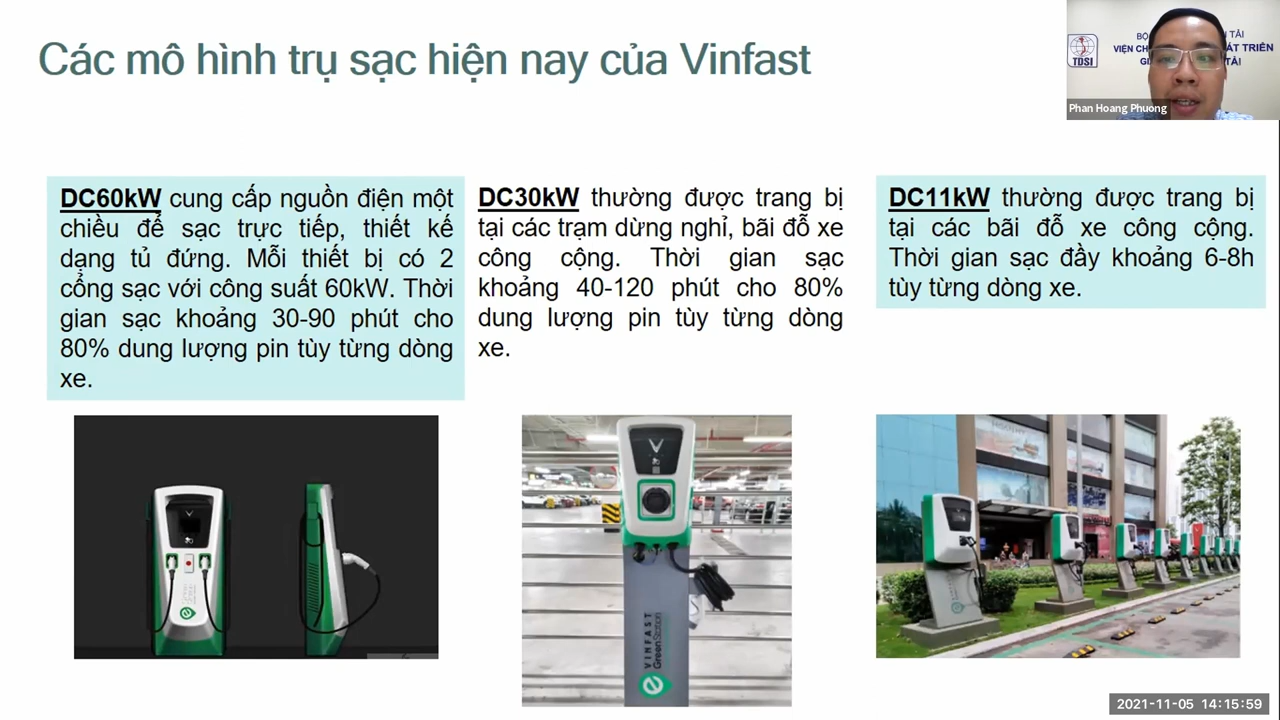 Các mô hình trụ sạc hiện nay của Vinfast
TDSI
Phan Hoang Phuong
DC60kW cung cấp nguồn điện một
chiều để sạc trực tiếp, thiết kế
dạng tủ đứng. Mỗi thiết bị có 2
cổng sạc với công suất 60kW. Thời
gian sạc khoảng 30-90 phút cho
80% dung lượng pin tùy từng dòng
xe.
DC30kW thường được trang bị
tại các trạm dừng nghỉ, bãi đỗ xe
công cộng. Thời gian sạc
khoảng 40-120 phút cho 80%
dung lượng pin tùy từng dòng
xe.
DC11kW thường được trang bị
tại các bãi đỗ xe công cộng.
Thời gian sạc đầy khoảng 6-8h
tùy từng dòng xe.
VINFAST
GreenStation
2021-11-05 14:15:59